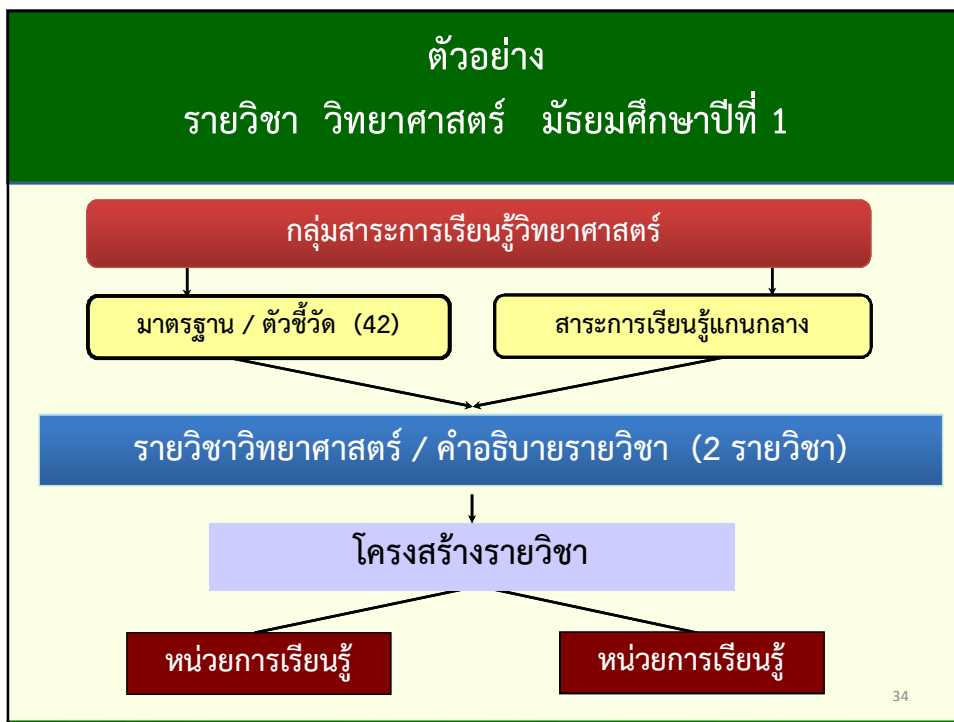 ตัวอย่าง
รายวิชา วิทยาศาสตร์ มัธยมศึกษาปีที่ 1
กลุ่มสาระการเรียนรู้วิทยาศาสตร์
มาตรฐาน / ตัวชี้วัด (42)
สาระการเรียนรู้แกนกลาง
รายวิชาวิทยาศาสตร์ / คำอธิบายรายวิชา (2 รายวิชา)
โครงสร้างรายวิชา
หน่วยการเรียนรู้
หน่วยการเรียนรู้
34